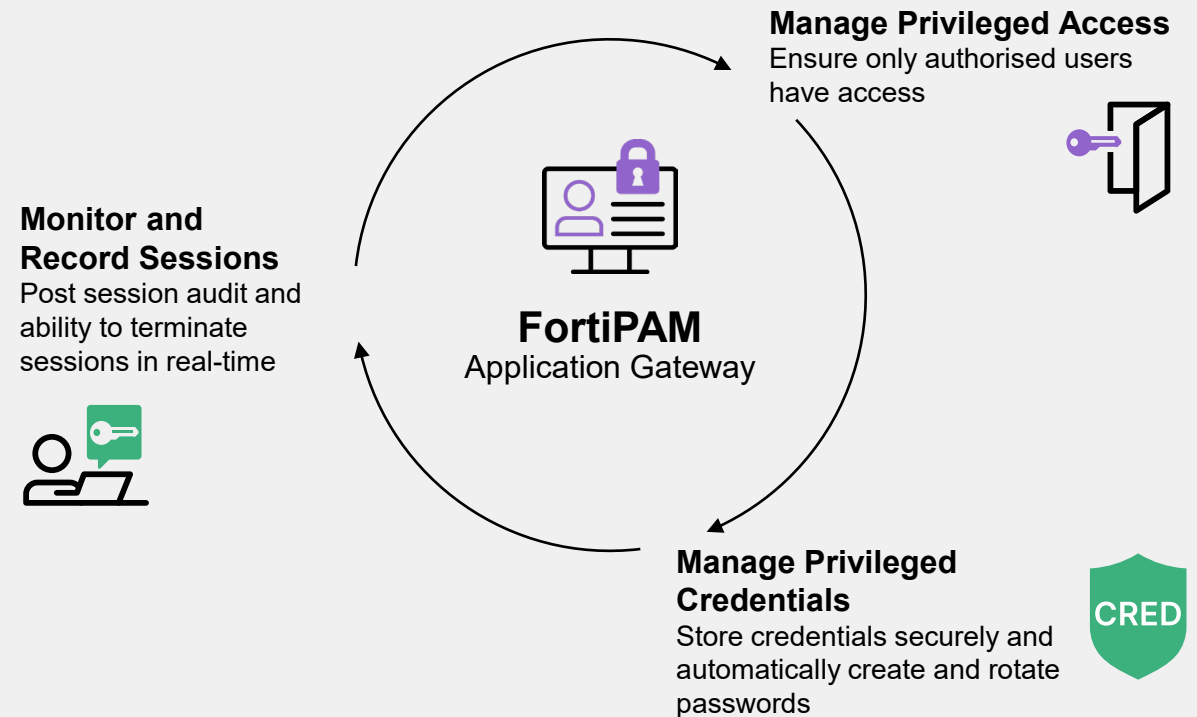 Manage Privileged Access
Ensure only authorised users
have access
Monitor and
Record Sessions
Post session audit and
ability to terminate
sessions in real-time
FortiPAM
Application Gateway
Manage Privileged
Credentials
Store credentials securely and
automatically create and rotate
passwords
CRED